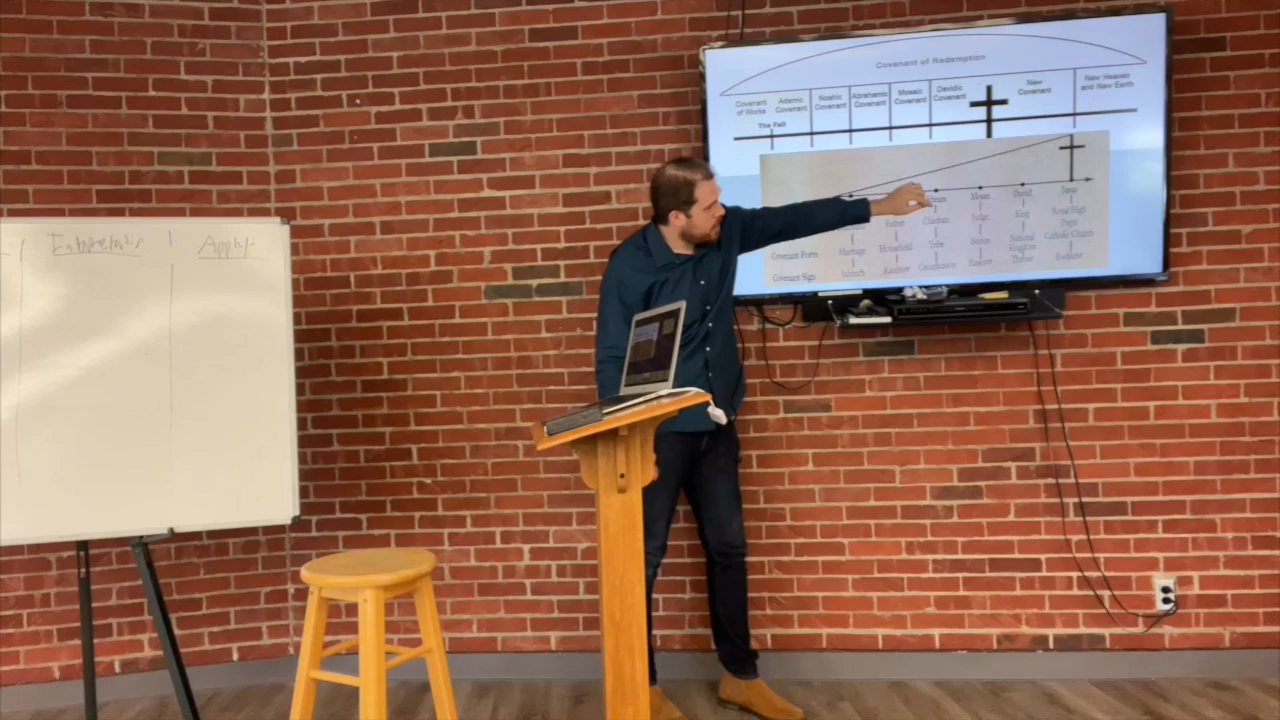 Interpretatin
Apply
Covenant of Redemption
Covenant of Works
Adamic Covenant
Noahic Covenant
Abrahamic Covenant
Mosaic Covenant
Davidic Covenant
New Covenant
New Heaven and New Earth
The Fall
Moses
David
Jesus
Father
Chieftain
Judge
King
Royal High
Covenant Form
Marriage
Household
Tribe
Nation
National Kingdom
Catholic Church
Covenant Sign
Sabbath
Rainbow
Circumcision
Passover
Throne
Eucharist